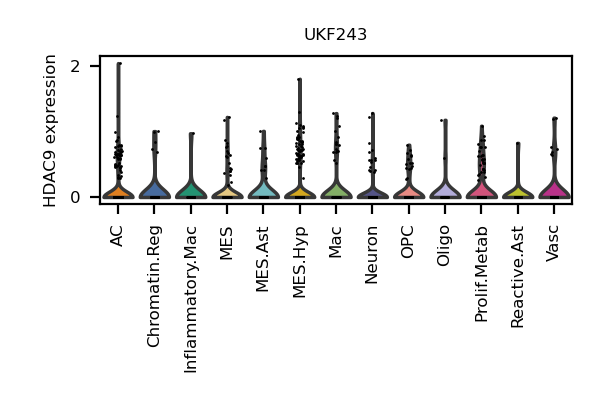 UKF243
HDAC9 expression
2
0
AC
Chromatin.Reg
Inflammatory.Mac
MES
MES.Ast
MES.Hyp
Mac
Neuron
OPC
Oligo
Prolif.Metab
Reactive.Ast
Vasc